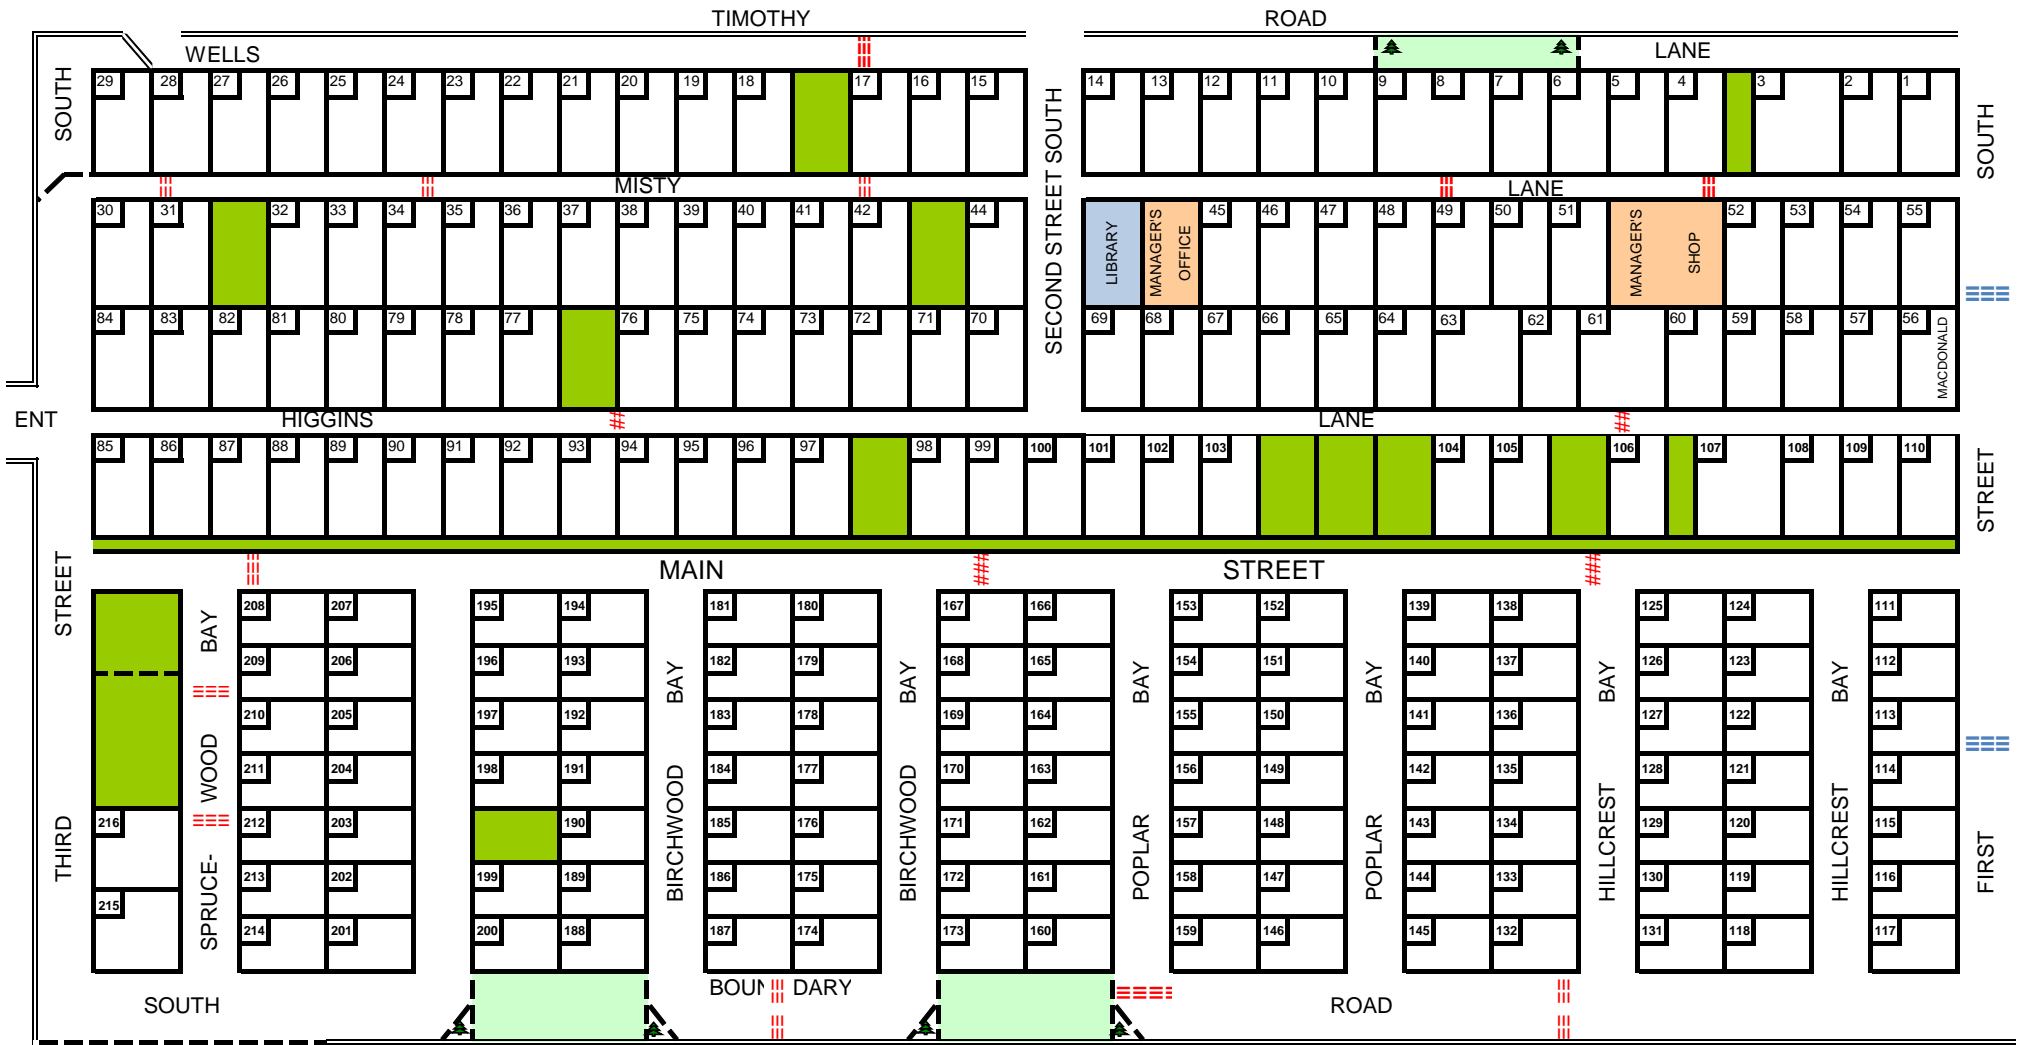 TIMOTHY ROAD
WELLS LANE
SOUTH
29 28 27 26 25 24 23 22 21 20 19 18 17 16 15
14 13 12 11 10 9 8 7 6 5 4 3 2 1
SOUTH
SECOND STREET SOUTH
MISTY LANE
30 31 32 33 34 35 36 37 38 39 40 41 42 44
LIBRARY
MANAGER'S
OFFICE
45 46 47 48 49 50 51
MANAGER'S
SHOP
52 53 54 55
84 83 82 81 80 79 78 77 76 75 74 73 72 71 70
69 68 67 66 65 64 63 62 61 60 59 58 57 56
MACDONALD
ENT
HIGGINS LANE
85 86 87 88 89 90 91 92 93 94 95 96 97 98 99 100 101 102 103 104 105 106 107 108 109 110
STREET
MAIN STREET
STREET
THIRD
SPRUCE- WOOD BAY
BIRCHWOOD BAY
BIRCHWOOD BAY
POPLAR BAY
POPLAR BAY
HILLCREST BAY
HILLCREST BAY
FIRST
208 207 195 194 181 180 167 166 153 152 139 138 125 124 111
209 206 196 193 182 179 168 165 154 151 140 137 126 123 112
210 205 197 192 183 178 169 164 155 150 141 136 127 122 113
211 204 198 191 184 177 170 163 156 149 142 135 128 121 114
216 212 203 190 185 176 171 162 157 148 143 134 129 120 115
213 202 199 189 186 175 172 161 158 147 144 133 130 119 116
215
214 201 200 188 187 174 173 160 159 146 145 132 131 118 117
SOUTH BOUN DARY ROAD